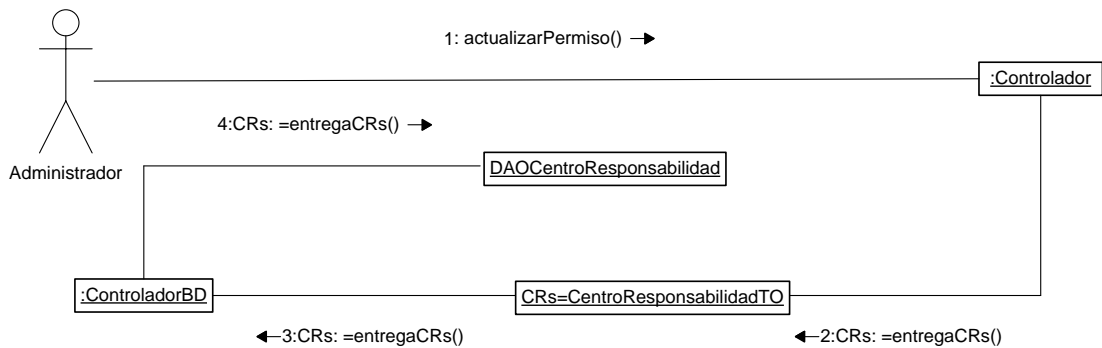 1: actualizarPermiso()
:Controlador
4:CRs: =entregaCRs()
Administrador
DAOCentroResponsabilidad
:ControladorBD
CRs=CentroResponsabilidadTO
3:CRs: =entregaCRs()
2:CRs: =entregaCRs()